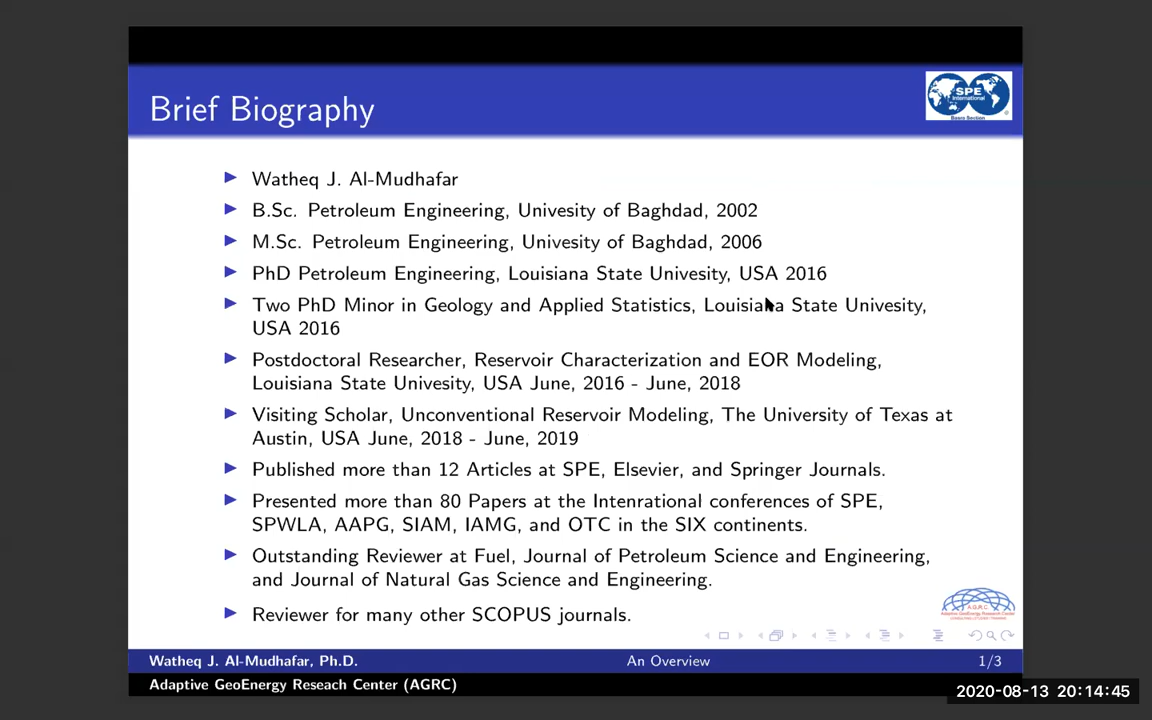 Brief Biography
SPE
International
Basra Section
Watheq J. Al-Mudhafar
B.Sc. Petroleum Engineering, Univesity of Baghdad, 2002
M.Sc. Petroleum Engineering, Univesity of Baghdad, 2006
PhD Petroleum Engineering, Louisiana State Univesity, USA 2016
Two PhD Minor in Geology and Applied Statistics, Louisiana State Univesity,
USA 2016
Postdoctoral Researcher, Reservoir Characterization and EOR Modeling,
Louisiana State Univesity, USA June, 2016 - June, 2018
Visiting Scholar, Unconventional Reservoir Modeling, The University of Texas at
Austin, USA June, 2018 - June, 2019
Published more than 12 Articles at SPE, Elsevier, and Springer Journals.
Presented more than 80 Papers at the Intenrational conferences of SPE,
SPWLA, AAPG, SIAM, IAMG, and OTC in the SIX continents.
Outstanding Reviewer at Fuel, Journal of Petroleum Science and Engineering,
and Journal of Natural Gas Science and Engineering.
Reviewer for many other SCOPUS journals.
A.G.R.C
Adaptive GeoEnergy Research Center
Watheq J. Al-Mudhafar, Ph.D.
An Overview
1/3
Adaptive GeoEnergy Reseach Center (AGRC)
2020-08-13 20:14:45